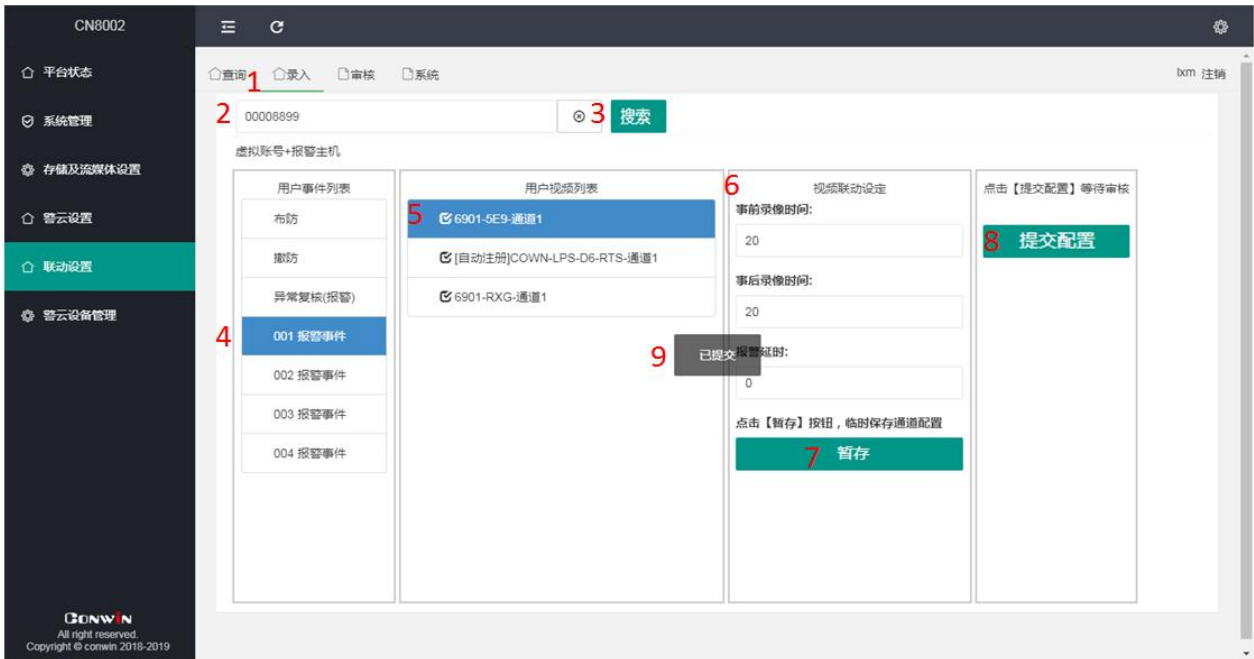 CN8002
平台状态
系统管理
存储及流媒体设置
警云设置
联动设置
警云设备管理
CONWIN
All right reserved.
Copyright © conwin 2018-2019
查询 1 录入 审核 系统
lxm 注销
2 00008899 3 搜索
虚拟账号+报警主机
用户事件列表
布防
撤防
异常复核(报警)
4 001 报警事件
002 报警事件
003 报警事件
004 报警事件
用户视频列表
5 6901-5E9-通道1
[自动注册]COWN-LPS-D6-RTS-通道1
6901-RXG-通道1
9 已提交
6 视频联动设定
事前录像时间:
20
事后录像时间:
20
报警延时:
0
点击【暂存】按钮，临时保存通道配置
7 暂存
点击【提交配置】等待审核
8 提交配置